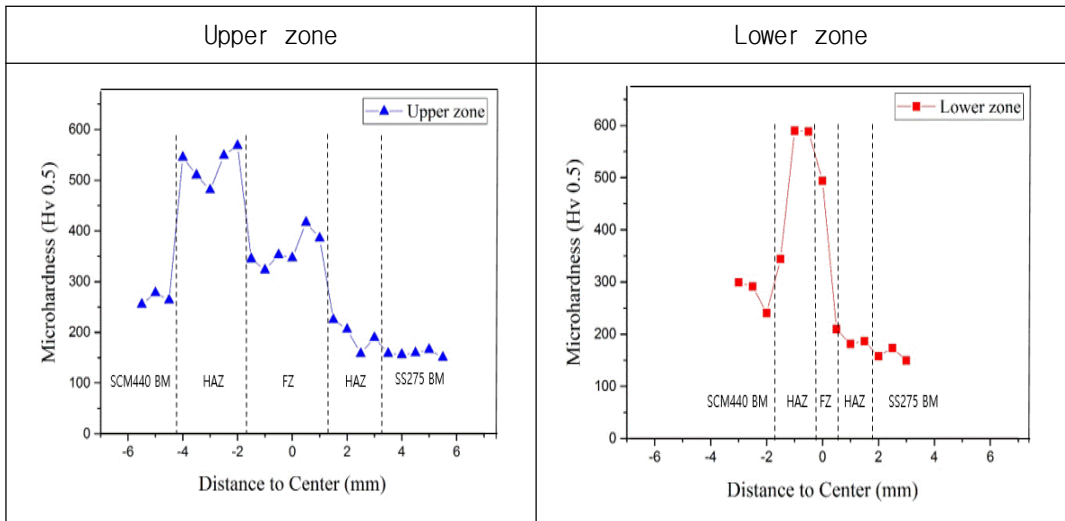 Upper zone
Lower zone
Upper zone
600
500
400
300
200
100
0
Microhardness (Hv 0.5)
SCM440 BM
HAZ
FZ
HAZ
SS275 BM
-6
-4
-2
0
2
4
6
Distance to Center (mm)
Lower zone
600
500
400
300
200
100
0
Microhardness (Hv 0.5)
SCM440 BM
HAZ
FZ
HAZ
SS275 BM
-6
-4
-2
0
2
4
6
Distance to Center (mm)